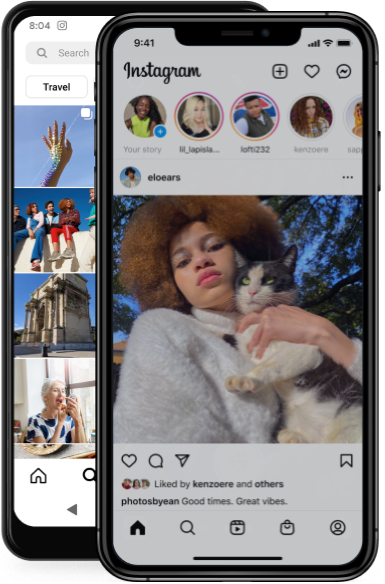 8:04
Search
Travel
9:41
Instagram
Your story
lil_lapisla...
lofti232
kenzoere
sap
eloears
Liked by kenzoere and others
photosbyean Good times. Great vibes.